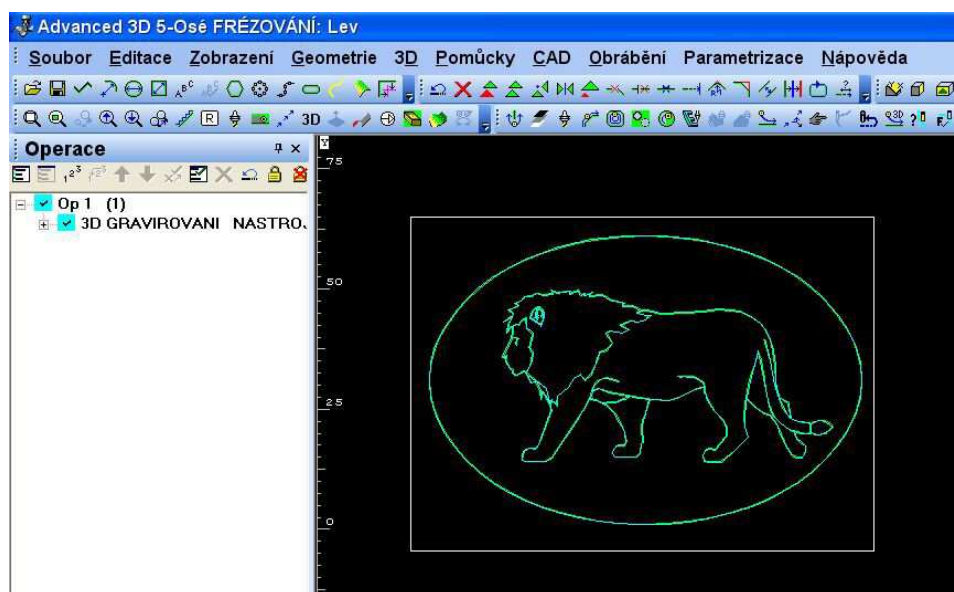 Advanced 3D 5-Osé FRÉZOVÁNÍ: Lev
Soubor Editace Zobrazení Geometrie 3D Pomůcky CAD Obrábění Parametrizace Nápověda
3D
Operace
Op 1 (1)
3D GRAVIROVANI NASTRO.
Y
75
50
25
0